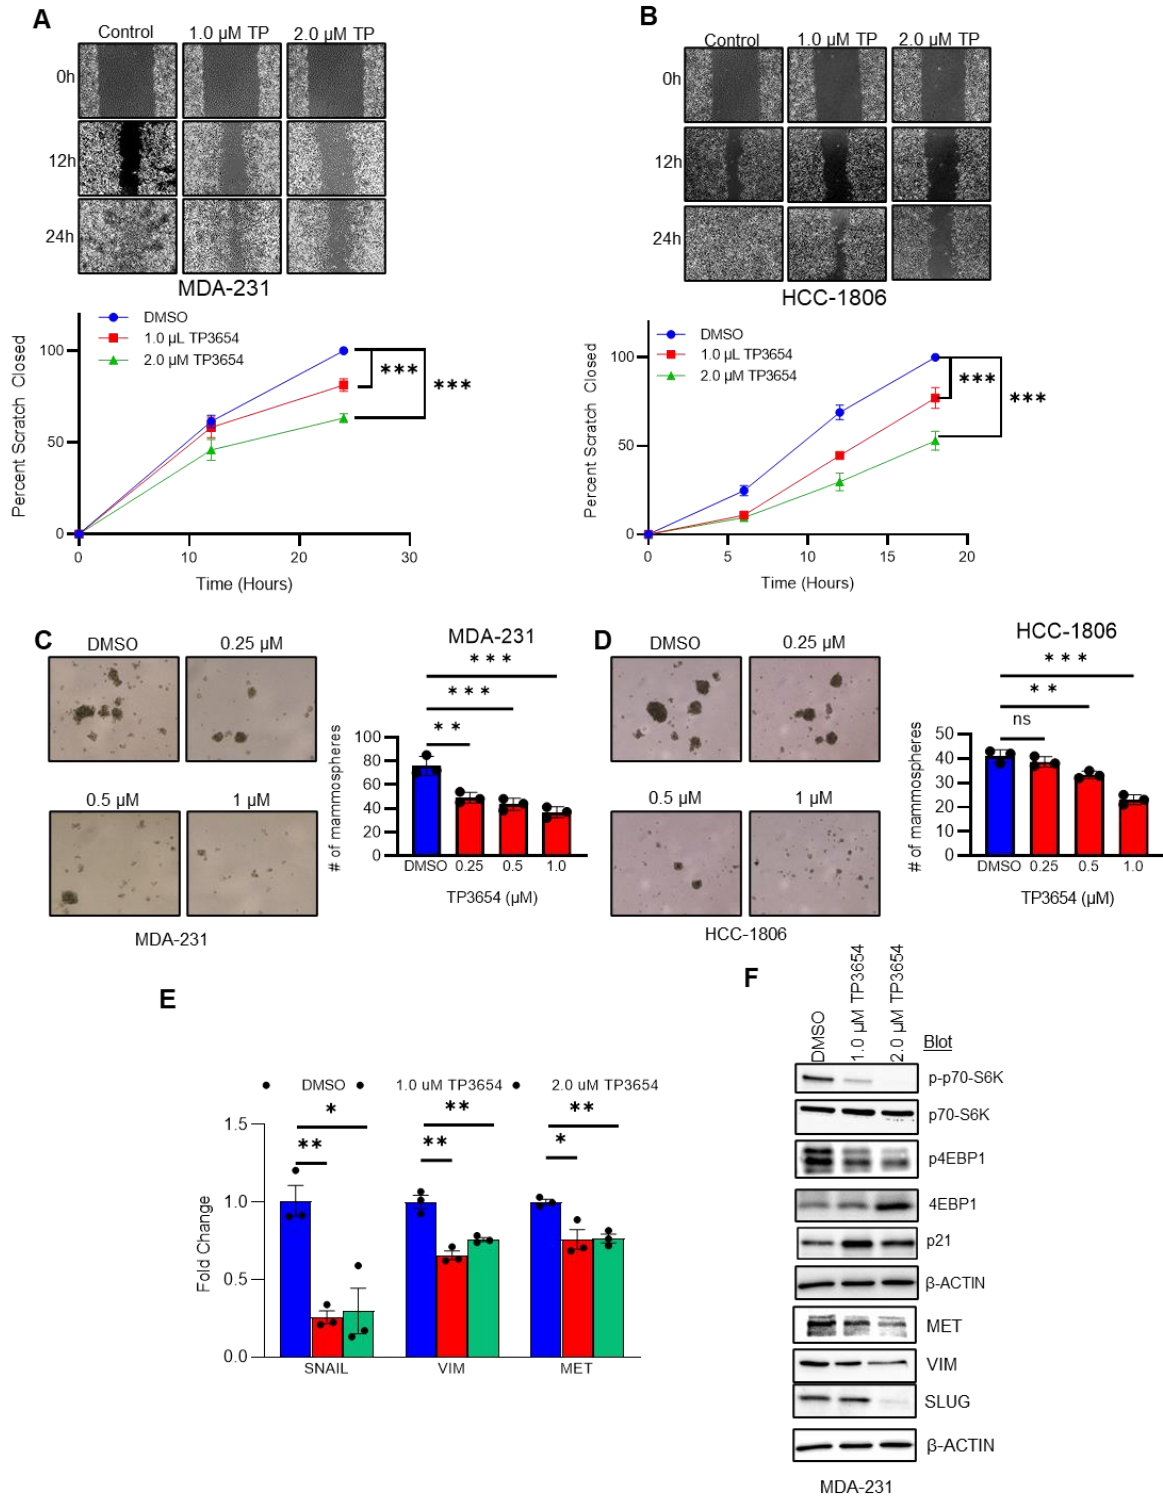 A
Control
1.0 µM TP
2.0 µM TP
0h
12h
24h
MDA-231
DMSO
1.0 µL TP3654
2.0 µM TP3654
Percent Scratch Closed
100
50
0
***
***
0
10
20
30
Time (Hours)
B
Control
1.0 µM TP
2.0 µM TP
0h
12h
24h
HCC-1806
DMSO
1.0 µL TP3654
2.0 µM TP3654
Percent Scratch Closed
100
50
0
***
***
0
5
10
15
20
Time (Hours)
C
DMSO
0.25 µM
0.5 µM
1 µM
MDA-231
MDA-231
***
***
**
# of mammospheres
100
80
60
40
20
0
DMSO
0.25
0.5
1.0
TP3654 (µM)
D
DMSO
0.25 µM
0.5 µM
1 µM
HCC-1806
HCC-1806
***
**
ns
# of mammospheres
50
40
30
20
10
0
DMSO
0.25
0.5
1.0
TP3654 (µM)
E
DMSO
1.0 uM TP3654
2.0 uM TP3654
Fold Change
1.5
1.0
0.5
0.0
*
**
**
**
**
*
SNAIL
VIM
MET
F
DMSO
1.0 µM TP3654
2.0 µM TP3654
Blot
p-p70-S6K
p70-S6K
p4EBP1
4EBP1
p21
β-ACTIN
MET
VIM
SLUG
β-ACTIN
MDA-231